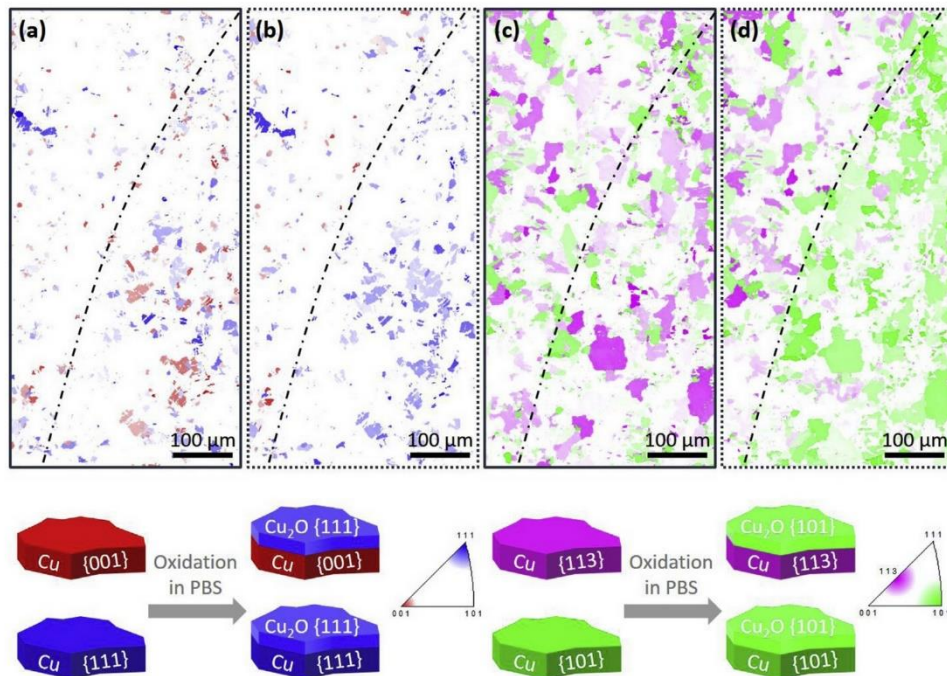 (a) (b) (c) (d)
100 µm 100 µm 100 µm 100 µm
Cu₂O {111}
Cu {001}
Oxidation
in PBS
Cu {001}
Cu {111}
Cu₂O {111}
Cu {111}
111
001 101
Cu {113}
Oxidation
in PBS
Cu₂O {101}
Cu {113}
Cu {101}
Cu₂O {101}
Cu {101}
111
113
001